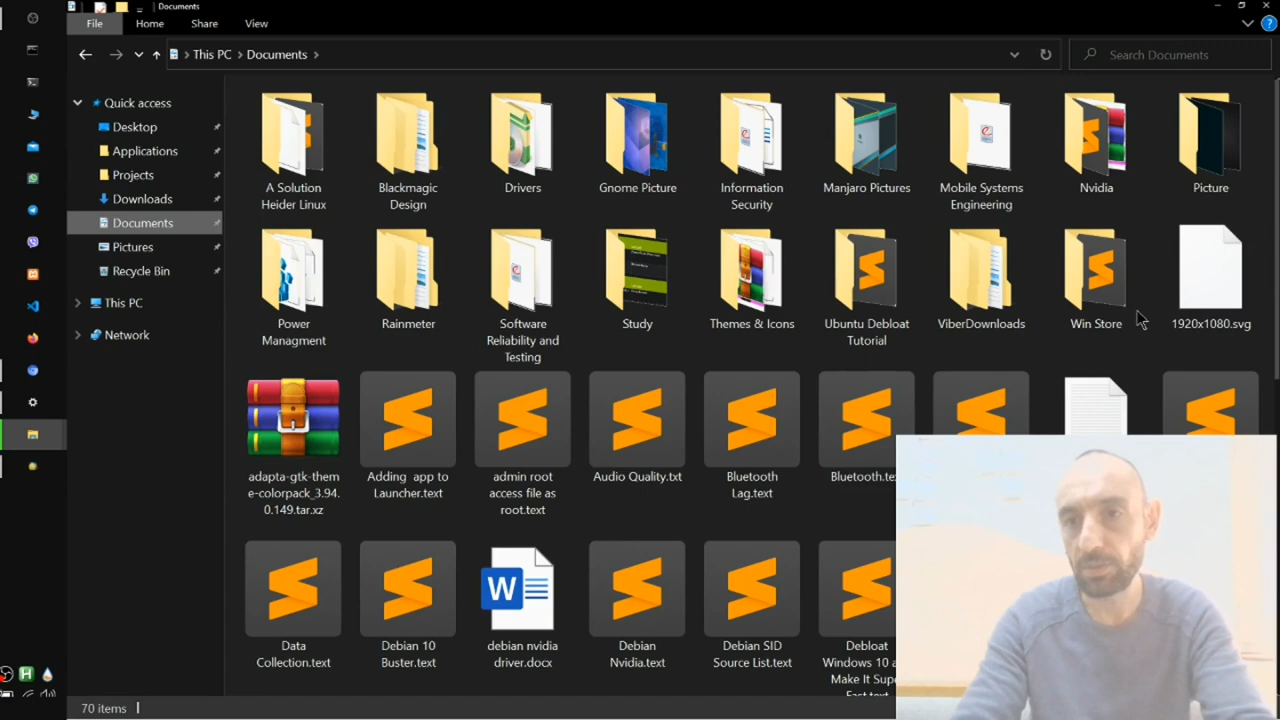 Documents
File
Home
Share
View
This PC
Documents
Search Documents
Quick access
Desktop
Applications
Projects
Downloads
Documents
Pictures
Recycle Bin
This PC
Network
A Solution
Heider Linux
Blackmagic
Design
Drivers
Gnome Picture
Information
Security
Manjaro Pictures
Mobile Systems
Engineering
Nvidia
Picture
Power
Managment
Rainmeter
Software
Reliability and
Testing
Study
Themes & Icons
Ubuntu Debloat
Tutorial
ViberDownloads
Win Store
1920x1080.svg
adapta-gtk-them
e-colorpack_3.94.
0.149.tar.xz
Adding app to
Launcher.text
admin root
access file as
root.text
Audio Quality.txt
Bluetooth
Lag.text
Bluetooth.te
Data
Collection.text
Debian 10
Buster.text
W
debian nvidia
driver.docx
Debian
Nvidia.text
Debian SID
Source List.text
Debloat
Windows 10 a
Make It Supe
Fast.text
70 items